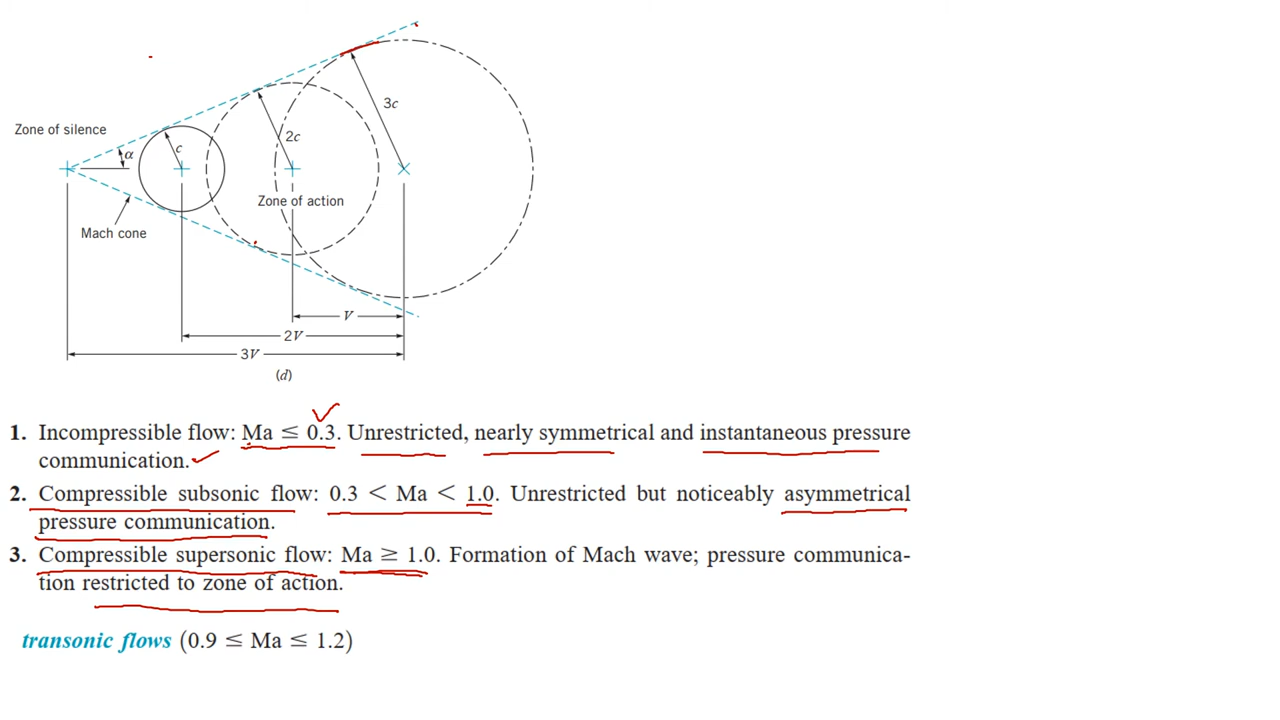 3c
Zone of silence
2c
α
c
Zone of action
Mach cone
V
2V
3V
(d)
1. Incompressible flow: Ma ≤ 0.3. Unrestricted, nearly symmetrical and instantaneous pressure
communication.
2. Compressible subsonic flow: 0.3 < Ma < 1.0. Unrestricted but noticeably asymmetrical
pressure communication.
3. Compressible supersonic flow: Ma ≥ 1.0. Formation of Mach wave; pressure communica-
tion restricted to zone of action.
transonic flows (0.9 ≤ Ma ≤ 1.2)